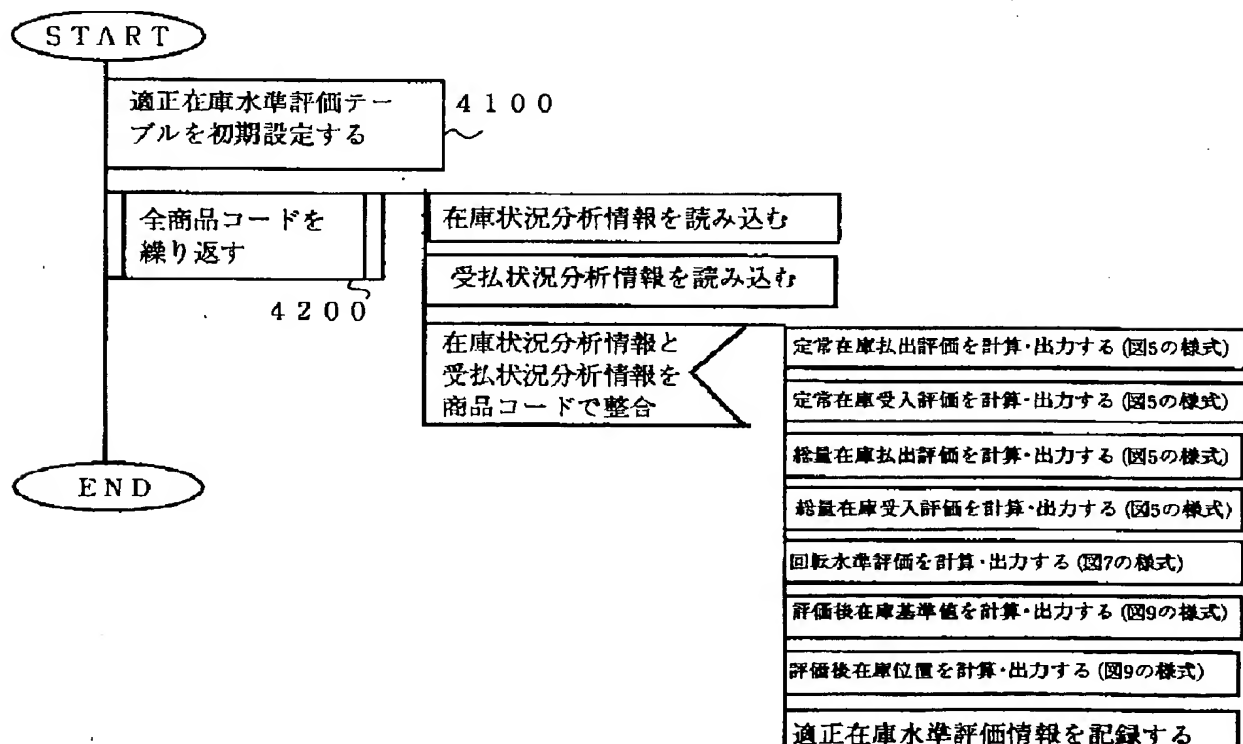 START
適正在庫水準評価テー
ブルを初期設定する
4100
全商品コードを
繰り返す
4200
在庫状況分析情報を読み込む
受払状況分析情報を読み込む
在庫状況分析情報と
受払状況分析情報を
商品コードで整合
定常在庫払出評価を計算・出力する(図5の様式)
定常在庫受入評価を計算・出力する(図5の様式)
総量在庫払出評価を計算・出力する(図5の様式)
総量在庫受入評価を計算・出力する(図5の様式)
回転水準評価を計算・出力する(図7の様式)
評価後在庫基準値を計算・出力する(図9の様式)
評価後在庫位置を計算・出力する(図9の様式)
適正在庫水準評価情報を記録する
END